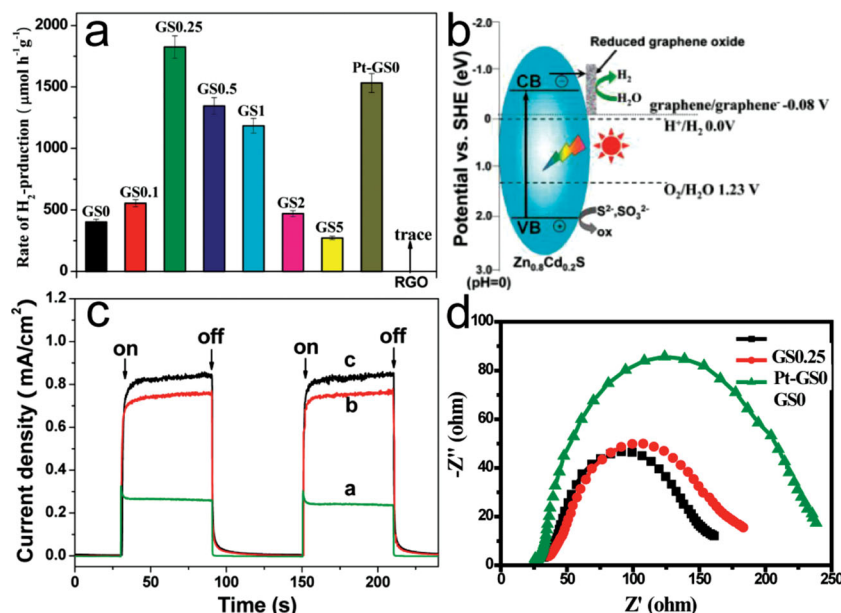 a
Rate of H2-prduction ( μmol h-1g-1)
2000
1500
1000
500
0
GS0
GS0.1
GS0.25
GS0.5
GS1
GS2
GS5
Pt-GS0
trace
RGO
b
Potential vs. SHE (eV)
-2.0
-1.0
0
1.0
2.0
3.0
(pH=0)
Reduced graphene oxide
CB
H2
H2O
graphene/graphene- -0.08 V
H+/H2 0.0V
O2/H2O 1.23 V
S2-,SO32-
VB
ox
Zn0.8Cd0.2S
c
Current density ( mA/cm2)
1.2
1.0
0.8
0.6
0.4
0.2
0.0
on
off
on
off
c
b
a
0
50
100
150
200
Time (s)
d
-Z'' (ohm)
100
80
60
40
20
0
GS0.25
Pt-GS0
GS0
0
50
100
150
200
250
Z' (ohm)